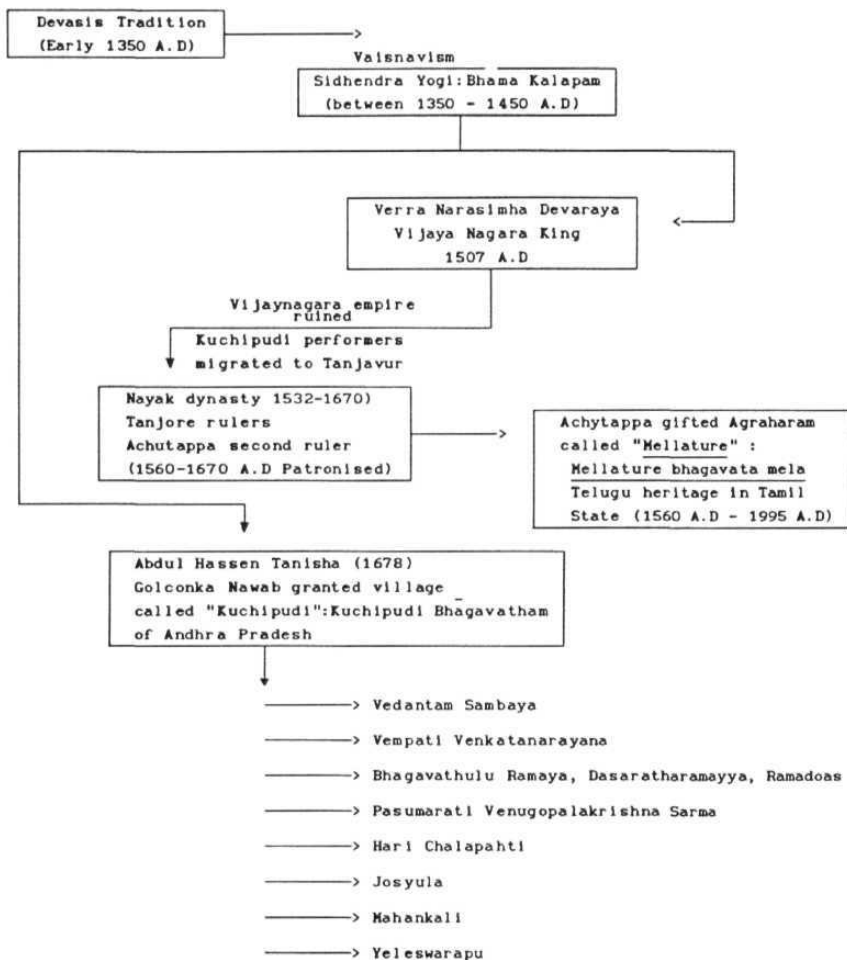 Devasis Tradition
(Early 1350 A.D)
Vaisnavism
Sidhendra Yogi:Bhama Kalapam
(between 1350 - 1450 A.D)
Verra Narasimha Devaraya
Vijaya Nagara King
1507 A.D
Vijaynagara empire
ruined
Kuchipudi performers
migrated to Tanjavur
Nayak dynasty 1532-1670)
Tanjore rulers
Achutappa second ruler
(1560-1670 A.D Patronised)
Achytappa gifted Agraharam
called "Mellature" :
Mellature bhagavata mela
Telugu heritage in Tamil
State (1560 A.D - 1995 A.D)
Abdul Hassen Tanisha (1678)
Golconka Nawab granted village
called "Kuchipudi":Kuchipudi Bhagavatham
of Andhra Pradesh
Vedantam Sambaya
Vempati Venkatanarayana
Bhagavathulu Ramaya, Dasaratharamayya, Ramadoas
Pasumarati Venugopalakrishna Sarma
Hari Chalapahti
Josyula
Mahankali
Yeleswarapu